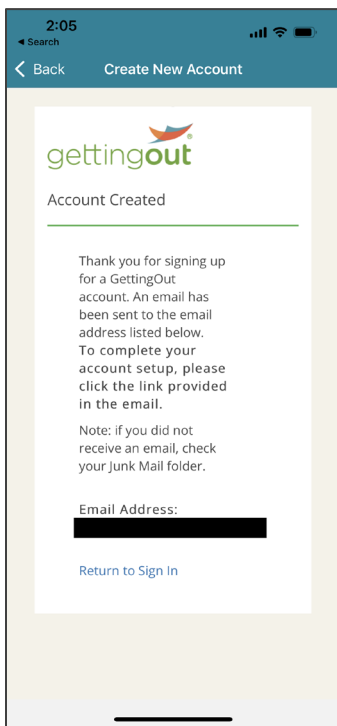 2:05
◀ Search
Back Create New Account
gettingout®
Account Created
Thank you for signing up
for a GettingOut
account. An email has
been sent to the email
address listed below.
To complete your
account setup, please
click the link provided
in the email.
Note: if you did not
receive an email, check
your Junk Mail folder.
Email Address:
Return to Sign In